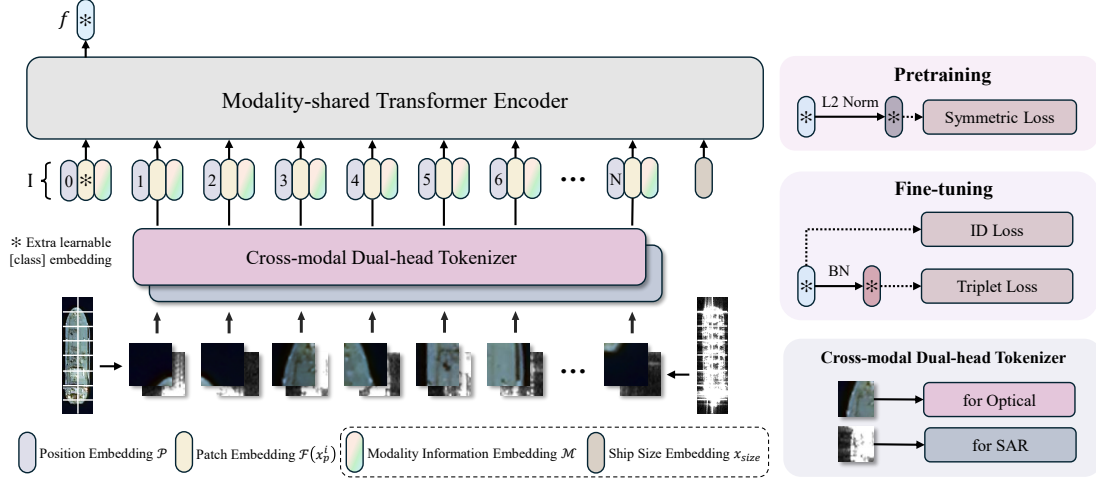 f *
Modality-shared Transformer Encoder
I { 0 * 1 2 3 4 5 6 ••• N
* Extra learnable
[class] embedding
Cross-modal Dual-head Tokenizer
•••
Position Embedding 𝒫
Patch Embedding ℱ(x_p^i)
Modality Information Embedding ℳ
Ship Size Embedding x_size
Pretraining
* L2 Norm * Symmetric Loss
Fine-tuning
ID Loss
* BN * Triplet Loss
Cross-modal Dual-head Tokenizer
for Optical
for SAR